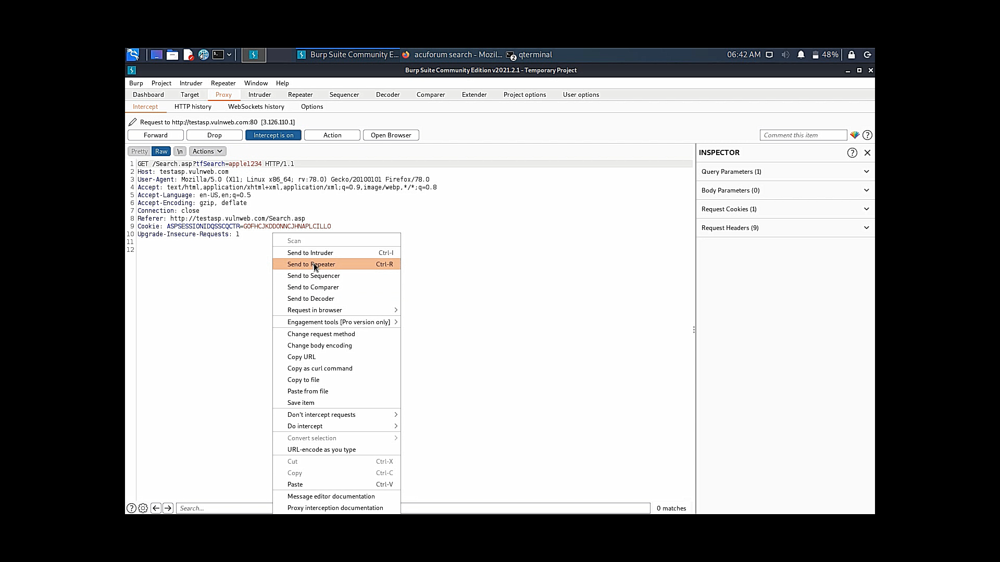 Burp Suite Community E...
acuforum search - Mozil...
2
qterminal
06:42 AM
48%
Burp Suite Community Edition v2021.2.1 - Temporary Project
Burp Project Intruder Repeater Window Help
Dashboard Target Proxy Intruder Repeater Sequencer Decoder Comparer Extender Project options User options
Intercept HTTP history WebSockets history Options
Request to http://testasp.vulnweb.com:80 [3.126.110.1]
Forward Drop Intercept is on Action Open Browser Comment this item ?
Pretty Raw \n Actions
1 GET /Search.asp?tfSearch=apple1234 HTTP/1.1
2 Host: testasp.vulnweb.com
3 User-Agent: Mozilla/5.0 (X11; Linux x86_64; rv:78.0) Gecko/20100101 Firefox/78.0
4 Accept: text/html,application/xhtml+xml,application/xml;q=0.9,image/webp,*/*;q=0.8
5 Accept-Language: en-US,en;q=0.5
6 Accept-Encoding: gzip, deflate
7 Connection: close
8 Referer: http://testasp.vulnweb.com/Search.asp
9 Cookie: ASPSESSIONIDQSSCQCTR=GOFHCJKDDONNCJHNAPLCILLO
10 Upgrade-Insecure-Requests: 1
11
12
Scan
Send to Intruder Ctrl-I
Send to Repeater Ctrl-R
Send to Sequencer
Send to Comparer
Send to Decoder
Request in browser
Engagement tools [Pro version only]
Change request method
Change body encoding
Copy URL
Copy as curl command
Copy to file
Paste from file
Save item
Don't intercept requests
Do intercept
Convert selection
URL-encode as you type
Cut Ctrl-X
Copy Ctrl-C
Paste Ctrl-V
Message editor documentation
Proxy interception documentation
INSPECTOR ?
Query Parameters (1)
Body Parameters (0)
Request Cookies (1)
Request Headers (9)
? Search... 0 matches